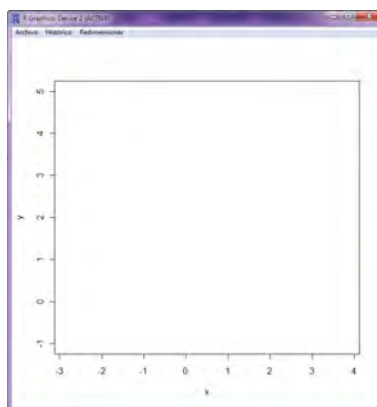 R Graphics: Device 2 (ACTIVE)
Archivo Histórico Redimensionar
5
4
3
2
1
0
-1
y
-3 -2 -1 0 1 2 3 4
x